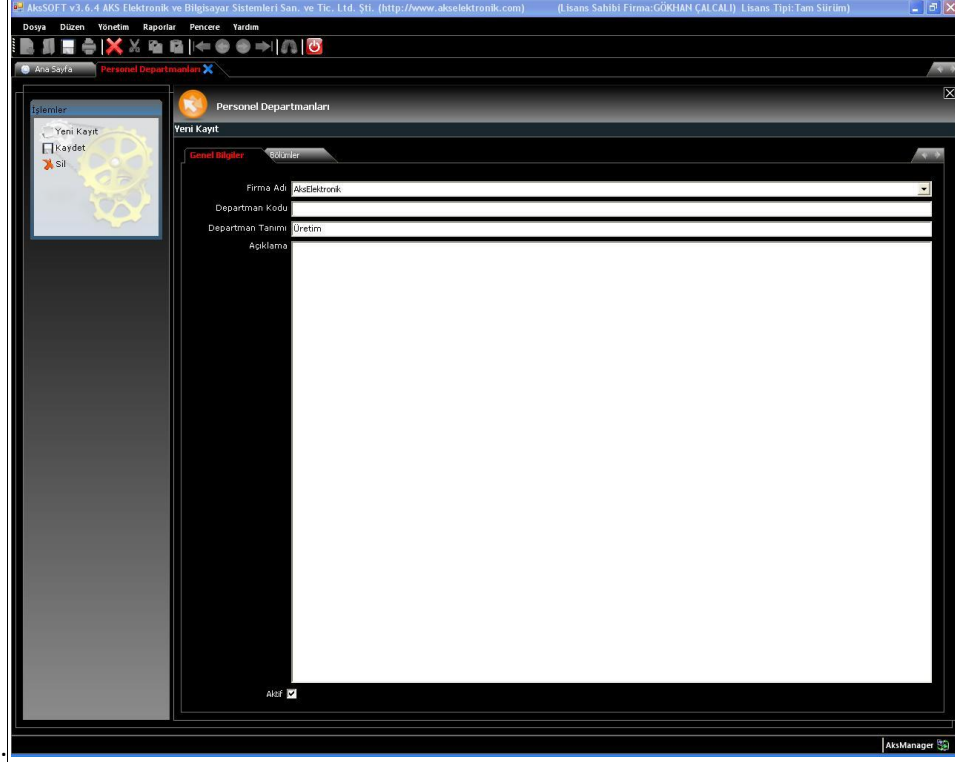 AksSOFT v3.6.4 AKS Elektronik ve Bilgisayar Sistemleri San. ve Tic. Ltd. Şti. (http://www.akselektronik.com) (Lisans Sahibi Firma:GÖKHAN ÇALCALI) Lisans Tipi:Tam Sürüm)
Dosya Düzen Yönetim Raporlar Pencere Yardım
Ana Sayfa Personel Departmanları
İşlemler
Yeni Kayıt
Kaydet
Sil
Personel Departmanları
Yeni Kayıt
Genel Bilgiler Bölümler
Firma Adı AksElektronik
Departman Kodu
Departman Tanımı Üretim
Açıklama
Aktif
AksManager